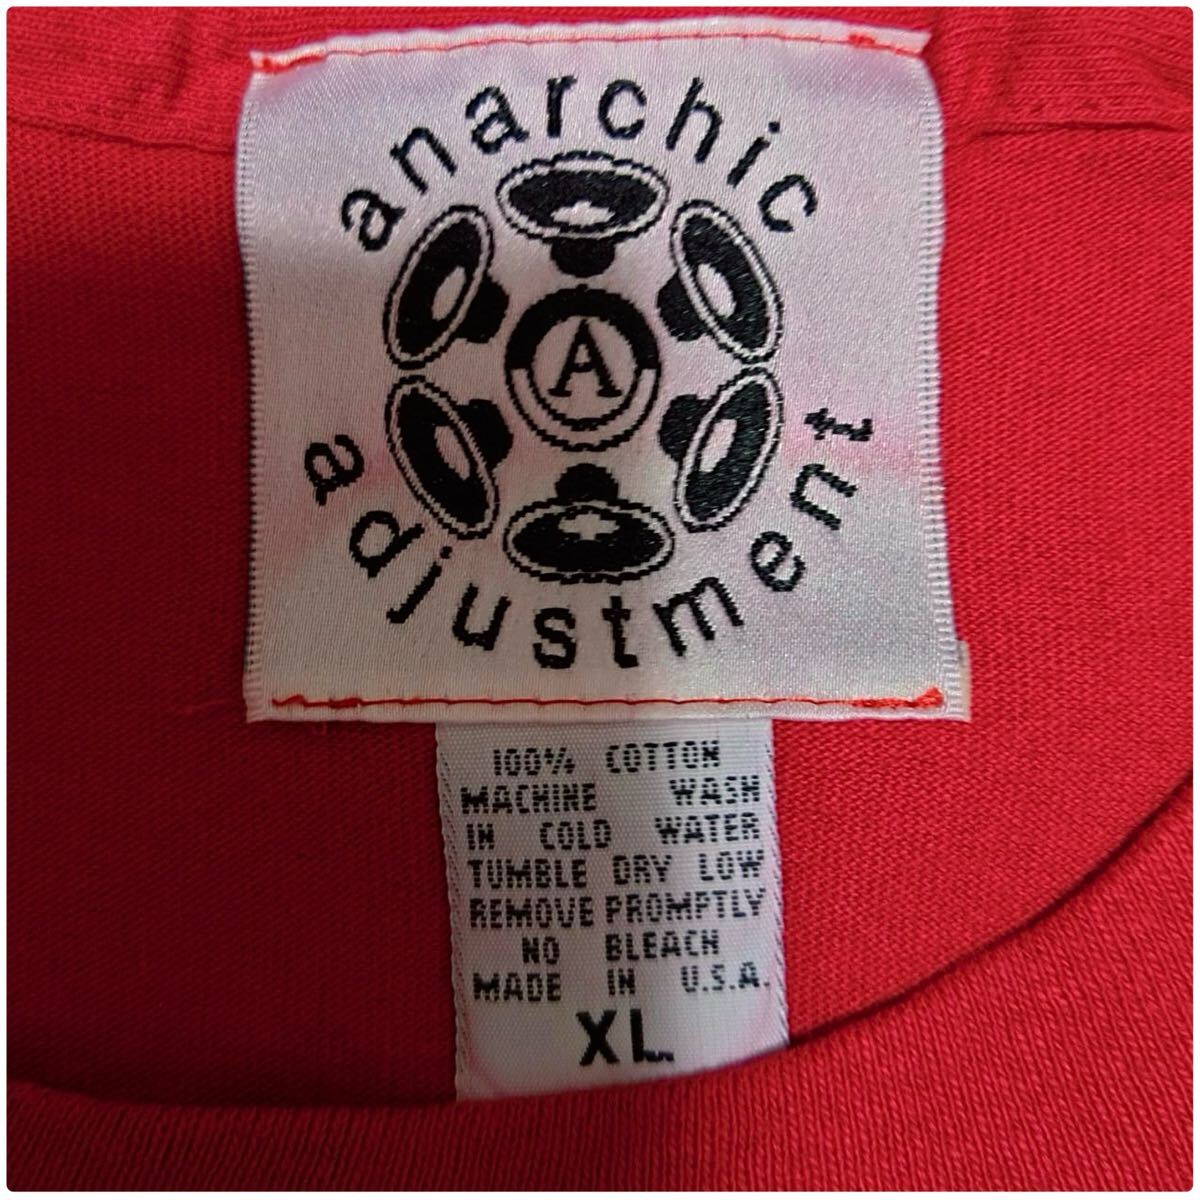 anarchic
A
adjustment
100% COTTON
MACHINE WASH
IN COLD WATER
TUMBLE DRY LOW
REMOVE PROMPTLY
NO BLEACH
MADE IN U.S.A.
XL